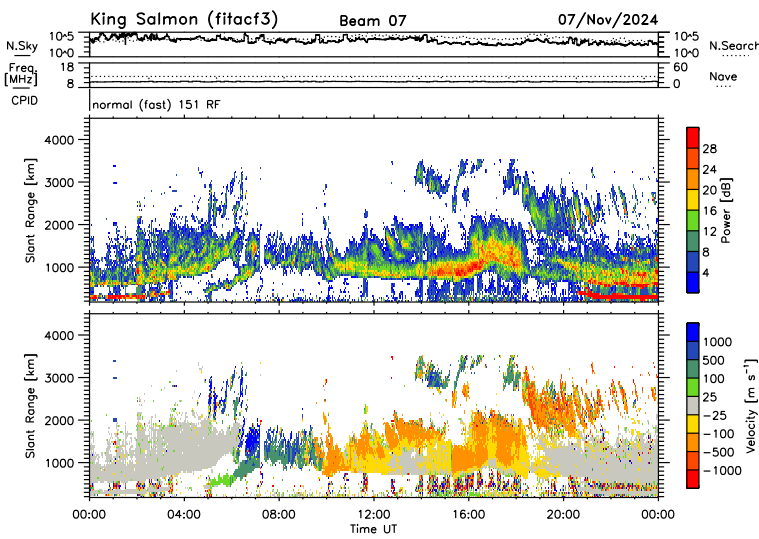 King Salmon (fitacf3) Beam 07 07/Nov/2024
N.Sky 10^5 10^0 10^5 10^0 N.Search
Freq. [MHz] 18 8 60 0 Nave
CPID normal (fast) 151 RF
Slant Range [km] 4000 3000 2000 1000
Power [dB] 28 24 20 16 12 8 4
Slant Range [km] 4000 3000 2000 1000
Velocity [m s⁻¹] 1000 500 100 25 −25 −100 −500 −1000
00:00 04:00 08:00 12:00 16:00 20:00 00:00
Time UT